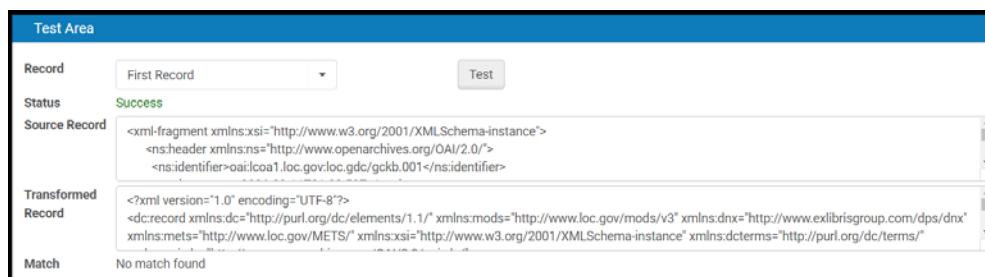 Test Area
Record First Record Test
Status Success
Source Record <xml-fragment xmlns:xsi="http://www.w3.org/2001/XMLSchema-instance">
<ns:header xmlns:ns="http://www.openarchives.org/OAI/2.0/">
<ns:identifier>oai:lcoa1.loc.gov:loc.gdc/gckb.001</ns:identifier>
Transformed Record <?xml version="1.0" encoding="UTF-8"?>
<dc:record xmlns:dc="http://purl.org/dc/elements/1.1/" xmlns:mods="http://www.loc.gov/mods/v3" xmlns:dnx="http://www.exlibrisgroup.com/dps/dnx"
xmlns:mets="http://www.loc.gov/METS/" xmlns:xsi="http://www.w3.org/2001/XMLSchema-instance" xmlns:dcterms="http://purl.org/dc/terms/"
Match No match found